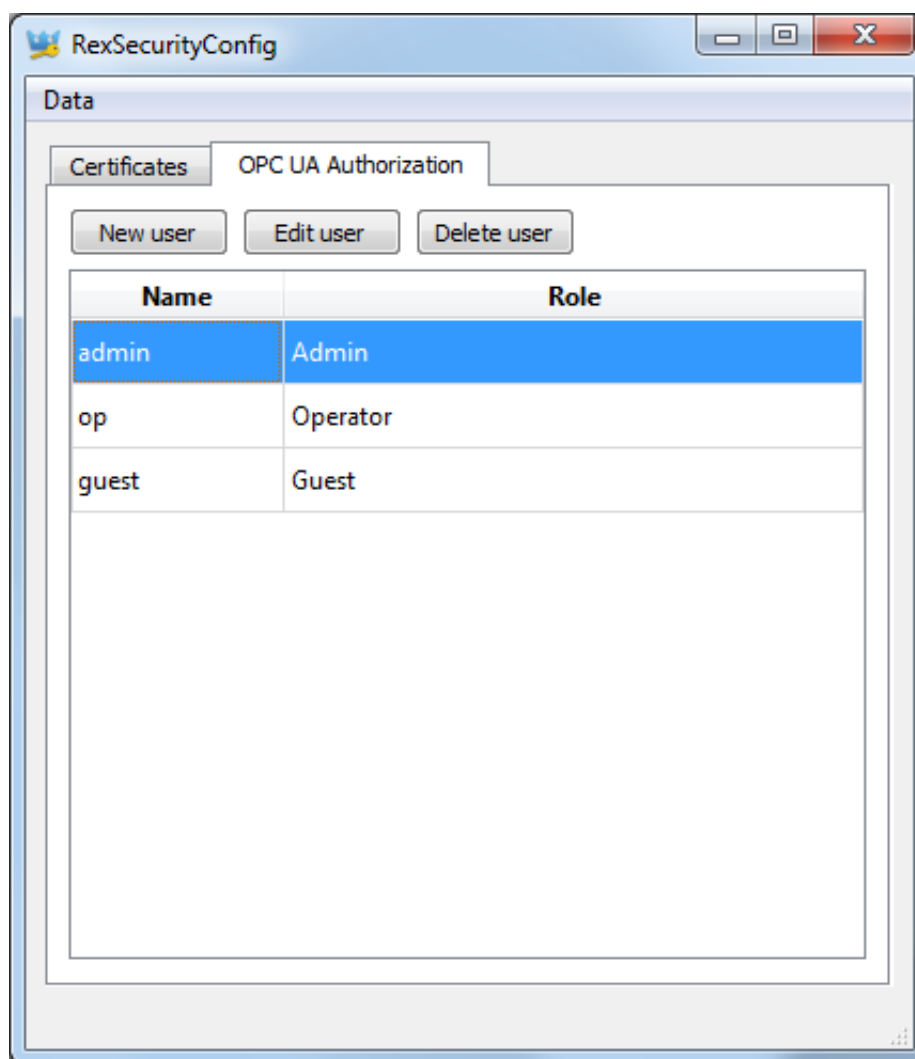 RexSecurityConfig
Data
Certificates OPC UA Authorization
New user Edit user Delete user
Name Role
admin Admin
op Operator
guest Guest